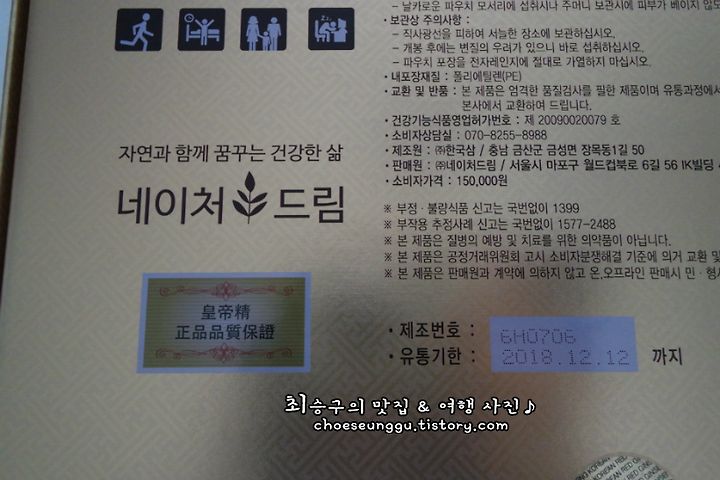 - 날카로운 파우치 모서리에 섭취시나 주머니 보관시에 피부가 베이지 않도
• 보관상 주의사항 :
- 직사광선을 피하여 서늘한 장소에 보관하십시오.
- 개봉 후에는 변질의 우려가 있으니 바로 섭취하십시오.
- 파우치 포장을 전자레인지에 절대로 가열하지 마십시오.
• 내포장재질 : 폴리에틸렌(PE)
• 교환 및 반품 : 본 제품은 엄격한 품질검사를 필한 제품이며 유통과정에서
본사에서 교환하여 드립니다.
• 건강기능식품영업허가번호 : 제 20090020079 호
• 소비자상담실 : 070-8255-8988
• 제조원 : ㈜한국삼 / 충남 금산군 금성면 장목동1길 50
• 판매원 : ㈜네이처드림 / 서울시 마포구 월드컵북로 6길 56 IK빌딩
• 소비자가격 : 150,000원
※ 부정 · 불량식품 신고는 국번없이 1399
※ 부작용 추정사례 신고는 국번없이 1577-2488
※ 본 제품은 질병의 예방 및 치료를 위한 의약품이 아닙니다.
※ 본 제품은 공정거래위원회 고시 소비자분쟁해결 기준에 의거 교환 및
※ 본 제품은 판매원과 계약에 의하지 않고 온,오프라인 판매시 민 · 형사
Zzz
자연과 함께 꿈꾸는 건강한 삶
네이처 드림
皇帝精
正品品質保證
• 제조번호 : 6H0706
• 유통기한 : 2018.12.12 까지
최승구의 맛집 & 여행 사진♪
choeseunggu.tistory.com
KOREAN RED GINSENG